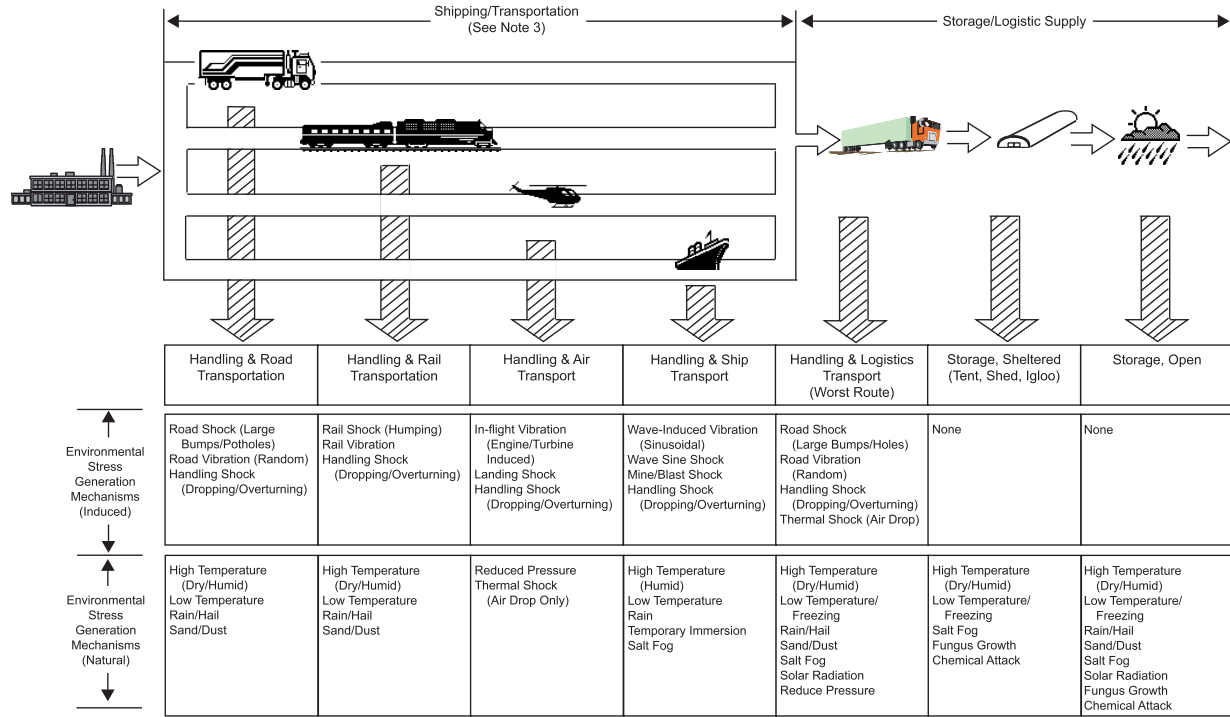 Shipping/Transportation
(See Note 3)
Storage/Logistic Supply
Handling & Road
Transportation
Handling & Rail
Transportation
Handling & Air
Transport
Handling & Ship
Transport
Handling & Logistics
Transport
(Worst Route)
Storage, Sheltered
(Tent, Shed, Igloo)
Storage, Open
Environmental
Stress
Generation
Mechanisms
(Induced)
Road Shock (Large
Bumps/Potholes)
Road Vibration (Random)
Handling Shock
(Dropping/Overturning)
Rail Shock (Humping)
Rail Vibration
Handling Shock
(Dropping/Overturning)
In-flight Vibration
(Engine/Turbine
Induced)
Landing Shock
Handling Shock
(Dropping/Overturning)
Wave-Induced Vibration
(Sinusoidal)
Wave Sine Shock
Mine/Blast Shock
Handling Shock
(Dropping/Overturning)
Road Shock
(Large Bumps/Holes)
Road Vibration
(Random)
Handling Shock
(Dropping/Overturning)
Thermal Shock (Air Drop)
None
None
Environmental
Stress
Generation
Mechanisms
(Natural)
High Temperature
(Dry/Humid)
Low Temperature
Rain/Hail
Sand/Dust
High Temperature
(Dry/Humid)
Low Temperature
Rain/Hail
Sand/Dust
Reduced Pressure
Thermal Shock
(Air Drop Only)
High Temperature
(Humid)
Low Temperature
Rain
Temporary Immersion
Salt Fog
High Temperature
(Dry/Humid)
Low Temperature/
Freezing
Rain/Hail
Sand/Dust
Salt Fog
Solar Radiation
Reduce Pressure
High Temperature
(Dry/Humid)
Low Temperature/
Freezing
Salt Fog
Fungus Growth
Chemical Attack
High Temperature
(Dry/Humid)
Low Temperature/
Freezing
Rain/Hail
Sand/Dust
Salt Fog
Solar Radiation
Fungus Growth
Chemical Attack